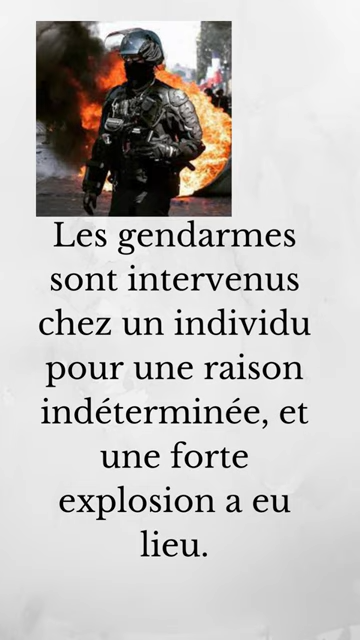 Les gendarmes
sont intervenus
chez un individu
pour une raison
indéterminée, et
une forte
explosion a eu
lieu.